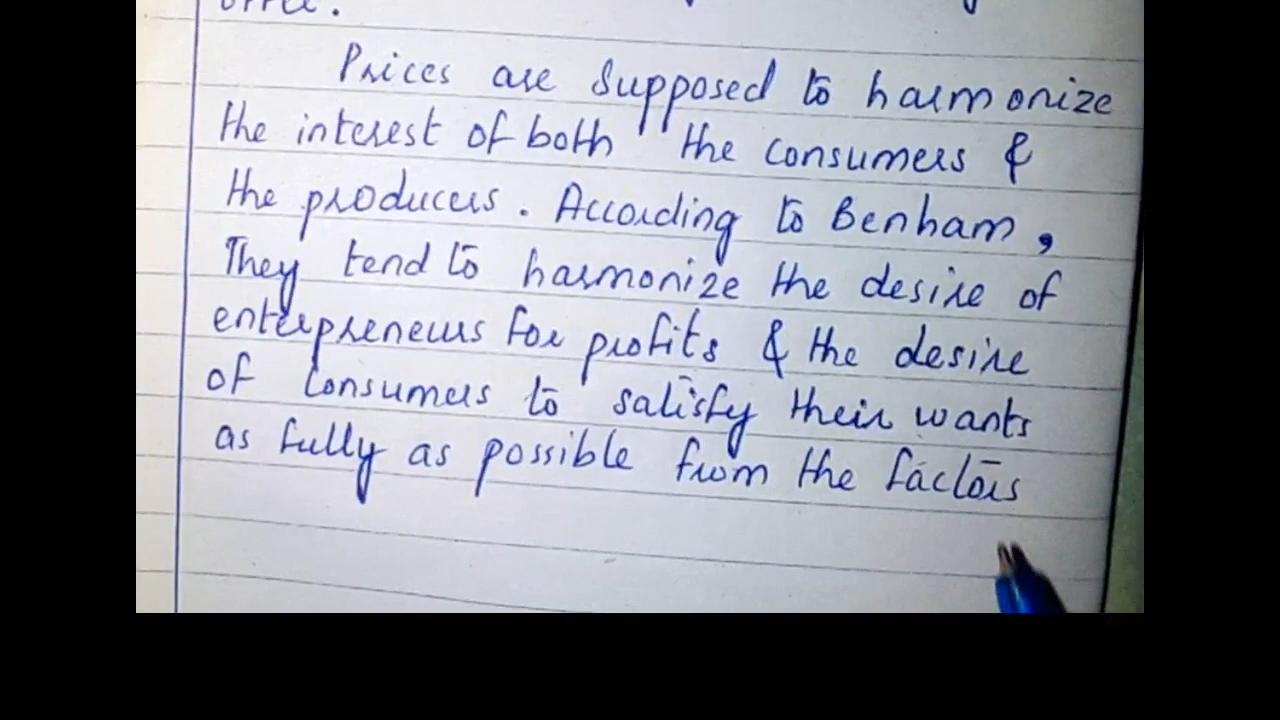 Prices are supposed to harmonize
the interest of both the consumers &
the producers. According to Benham,
They tend to harmonize the desire of
enterpreneurs for profits & the desire
of consumers to satisfy their wants
as fully as possible from the factors